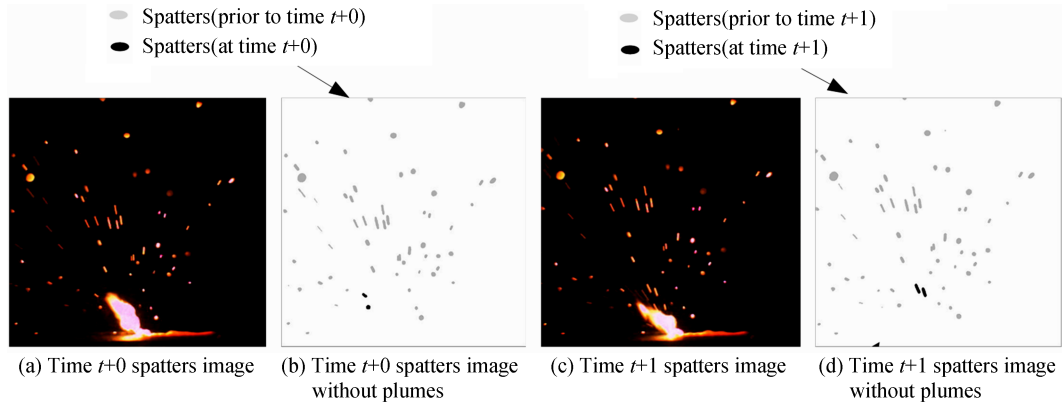 Spatters(prior to time t+0)
Spatters(at time t+0)
Spatters(prior to time t+1)
Spatters(at time t+1)
(a) Time t+0 spatters image
(b) Time t+0 spatters image
without plumes
(c) Time t+1 spatters image
(d) Time t+1 spatters image
without plumes